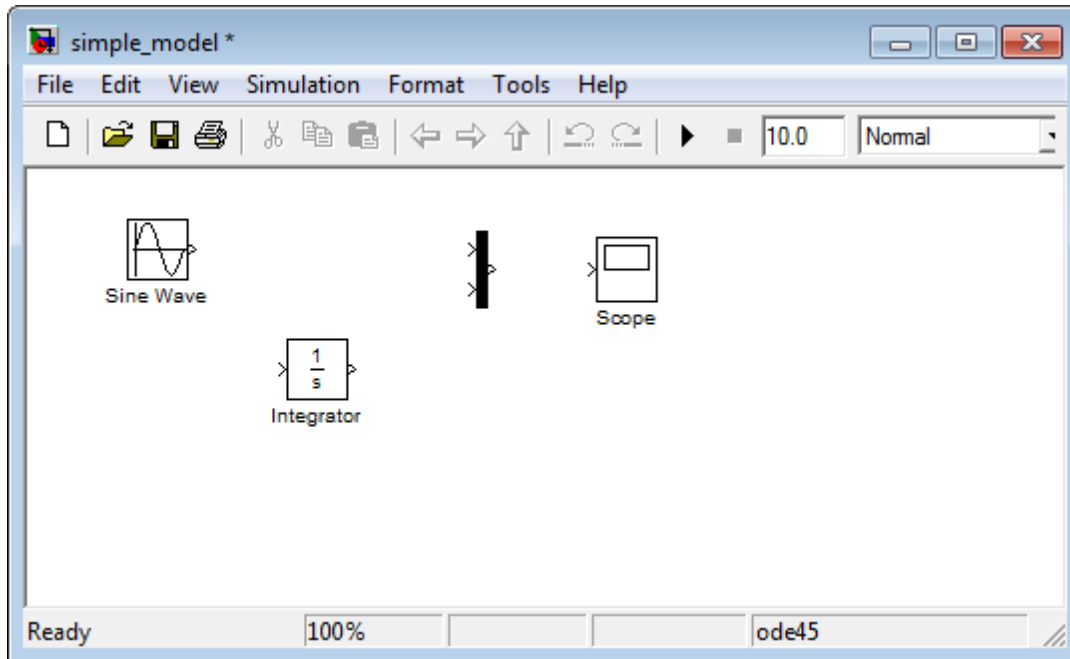 simple_model *
File Edit View Simulation Format Tools Help
10.0 Normal
Sine Wave
Scope
1
s
Integrator
Ready 100% ode45